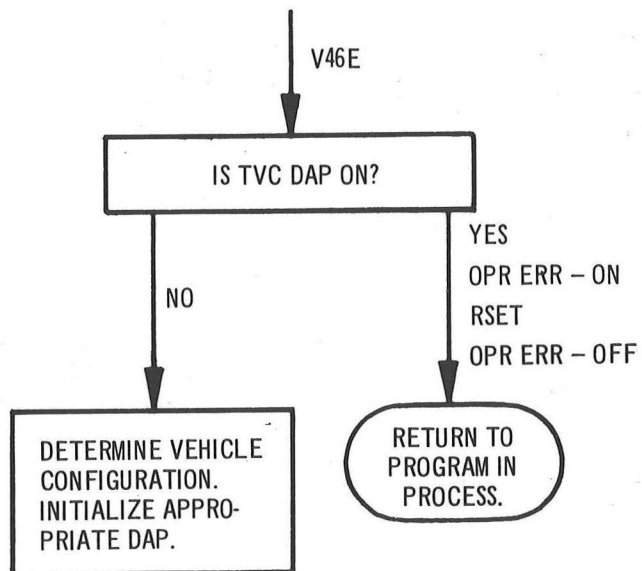 V46E
IS TVC DAP ON?
NO
YES
OPR ERR – ON
RSET
OPR ERR – OFF
DETERMINE VEHICLE
CONFIGURATION.
INITIALIZE APPRO-
PRIATE DAP.
RETURN TO
PROGRAM IN
PROCESS.